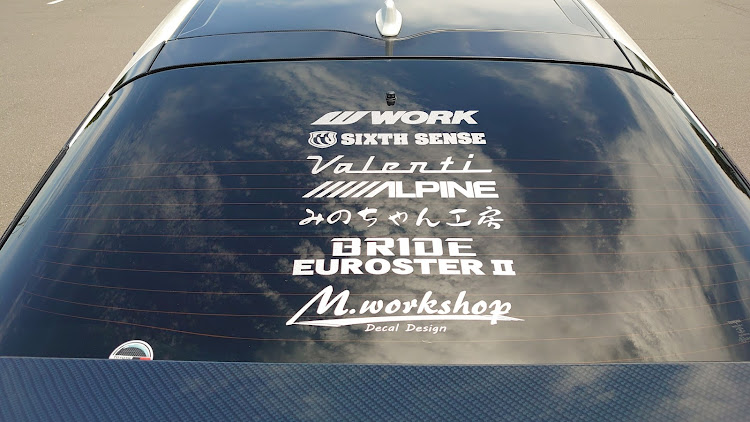 WORK
SIXTH SENSE
Valenti
ALPINE
みのちゃん工房
BRIDE
EUROSTER II
M.workshop
Decal Design